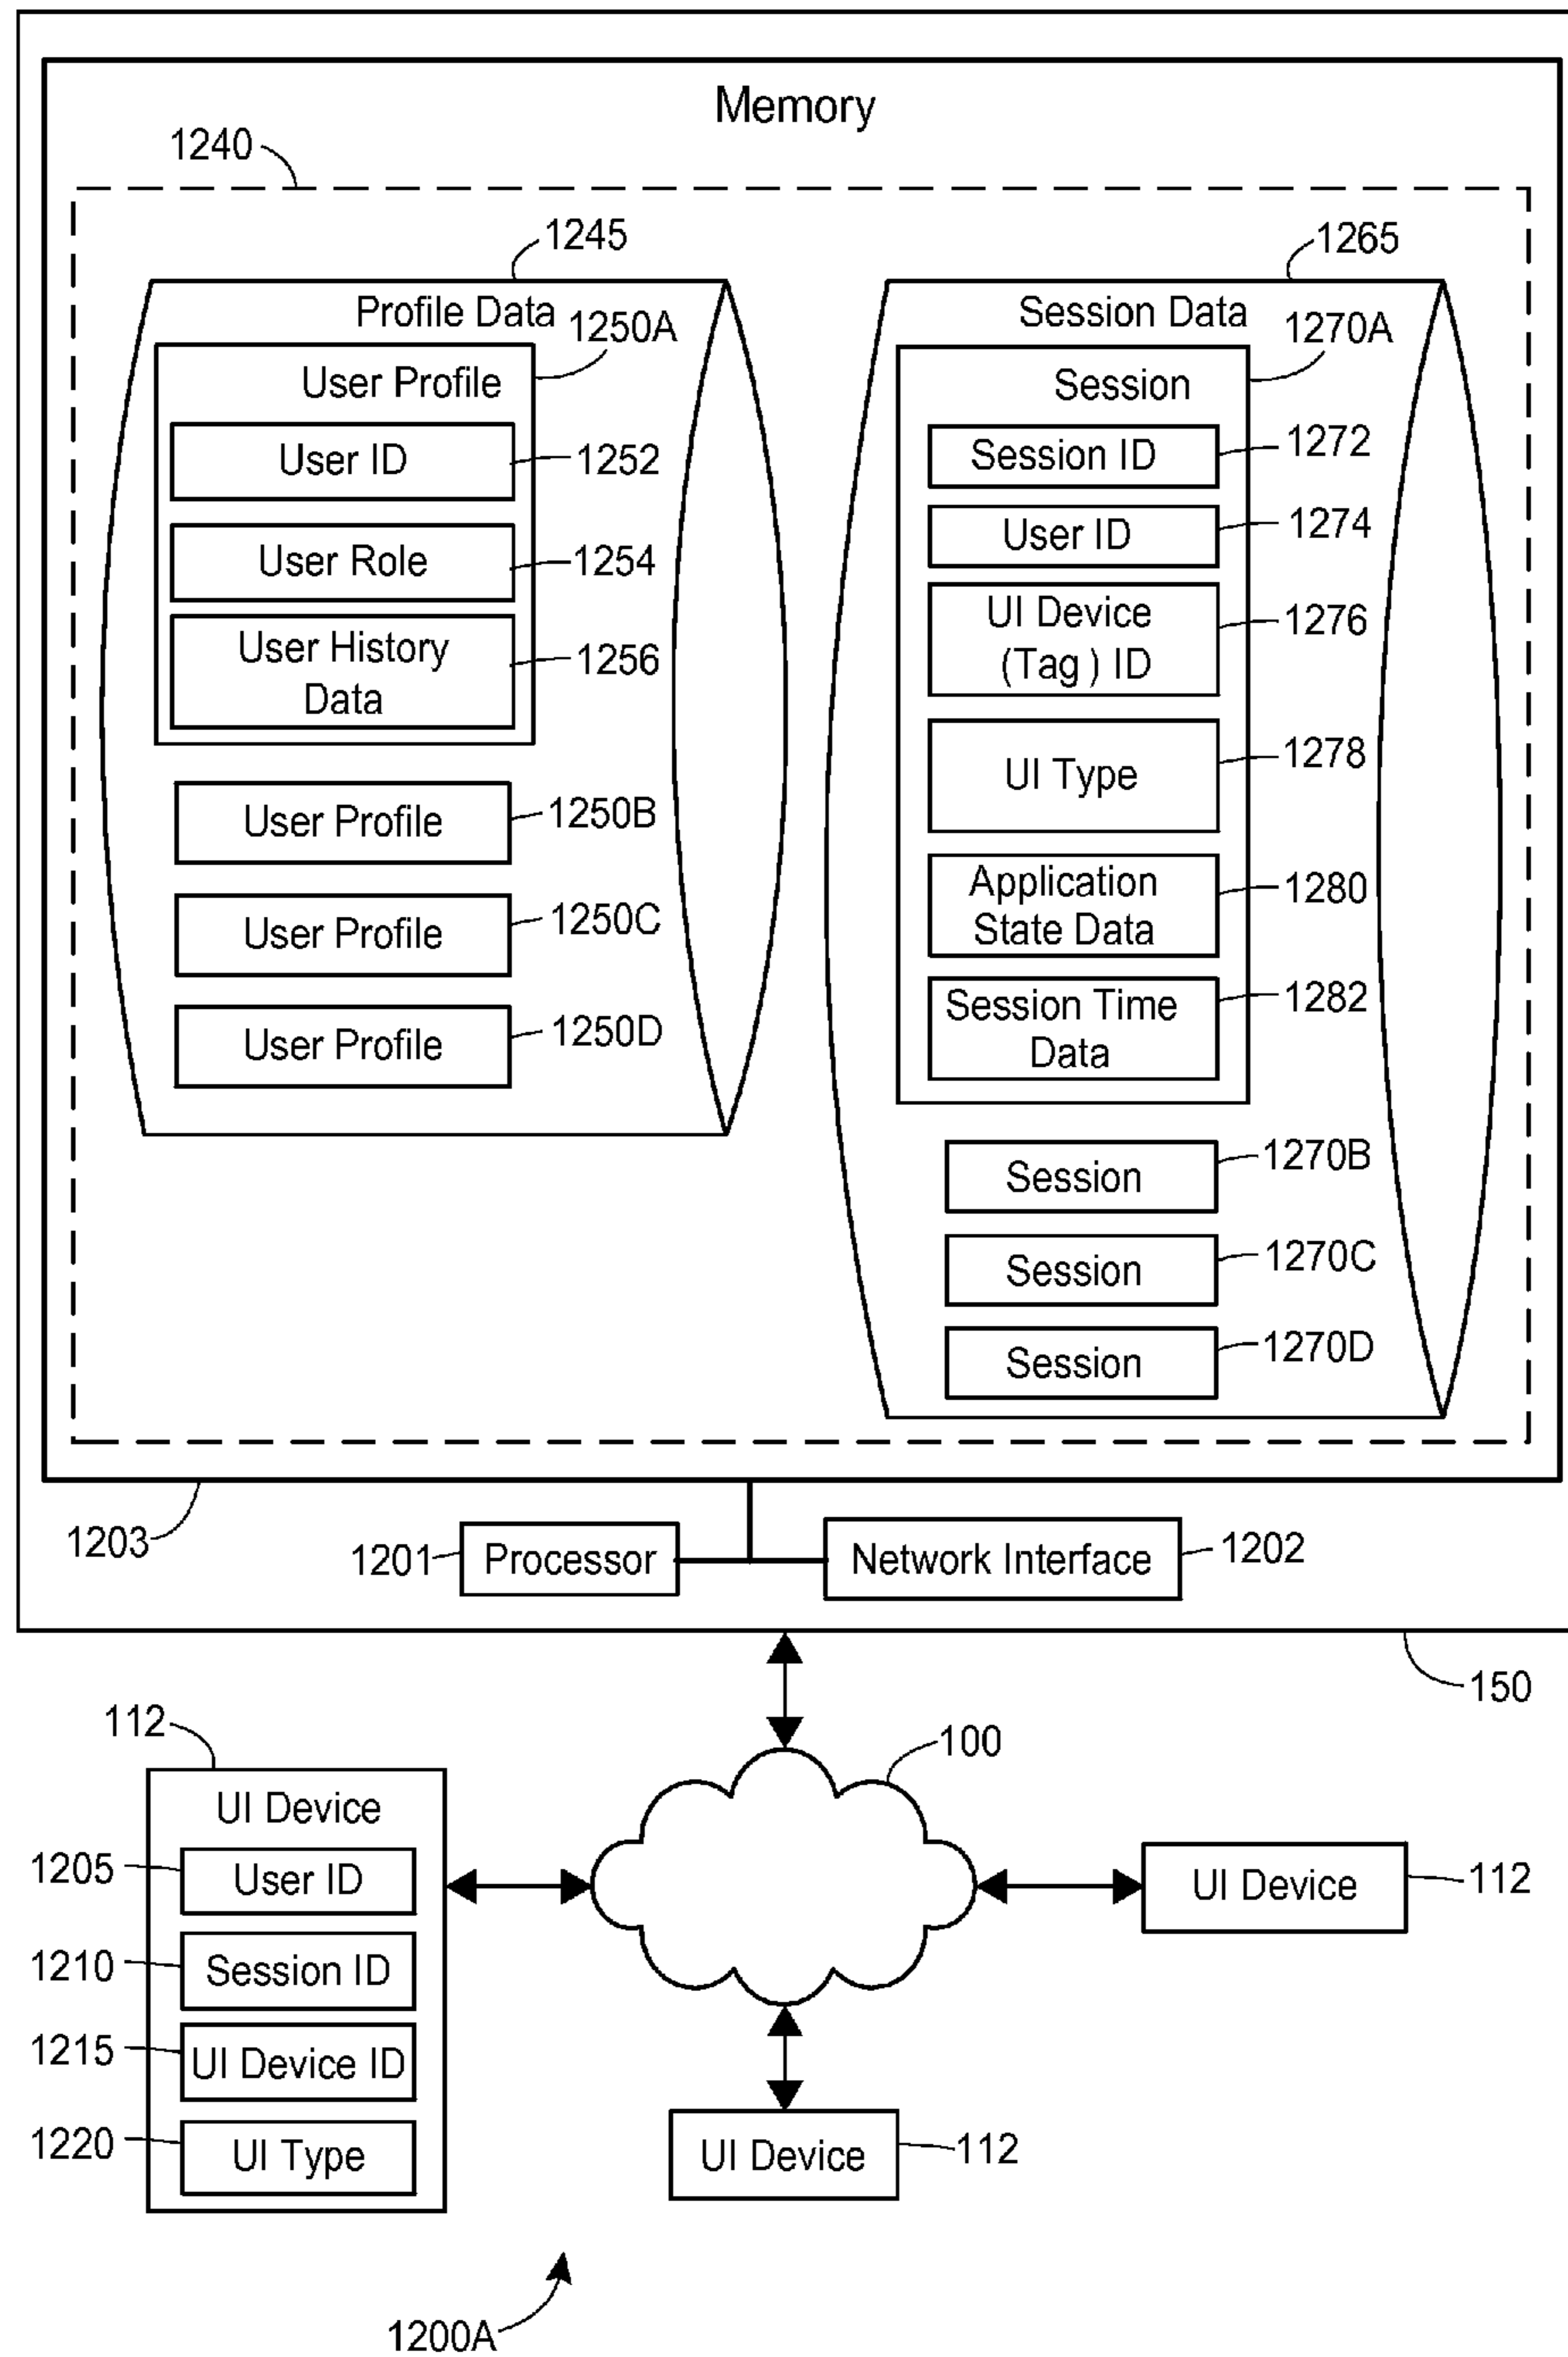 Memory
1240
1245
1265
Profile Data
1250A
Session Data
1270A
User Profile
Session
User ID
1252
Session ID
1272
User ID
1274
User Role
1254
UI Device
(Tag ) ID
1276
User History
Data
1256
UI Type
1278
User Profile
1250B
Application
State Data
1280
User Profile
1250C
Session Time
Data
1282
User Profile
1250D
Session
1270B
Session
1270C
Session
1270D
1203
1201
Processor
Network Interface
1202
150
112
100
UI Device
1205
User ID
UI Device
112
1210
Session ID
1215
UI Device ID
1220
UI Type
UI Device
112
1200A